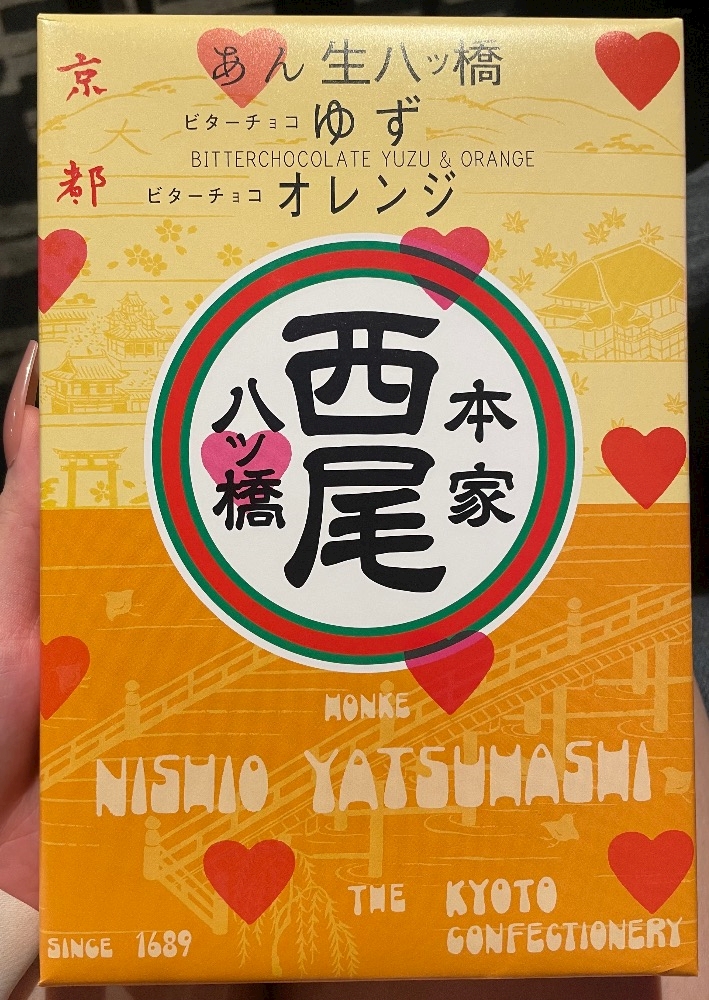 京都
あん生八ッ橋
ビターチョコ ゆず
BITTERCHOCOLATE YUZU & ORANGE
ビターチョコ オレンジ
大
本家
西尾
八ッ橋
HONKE
NISHIO YATSUHASHI
THE KYOTO
CONFECTIONERY
SINCE 1689